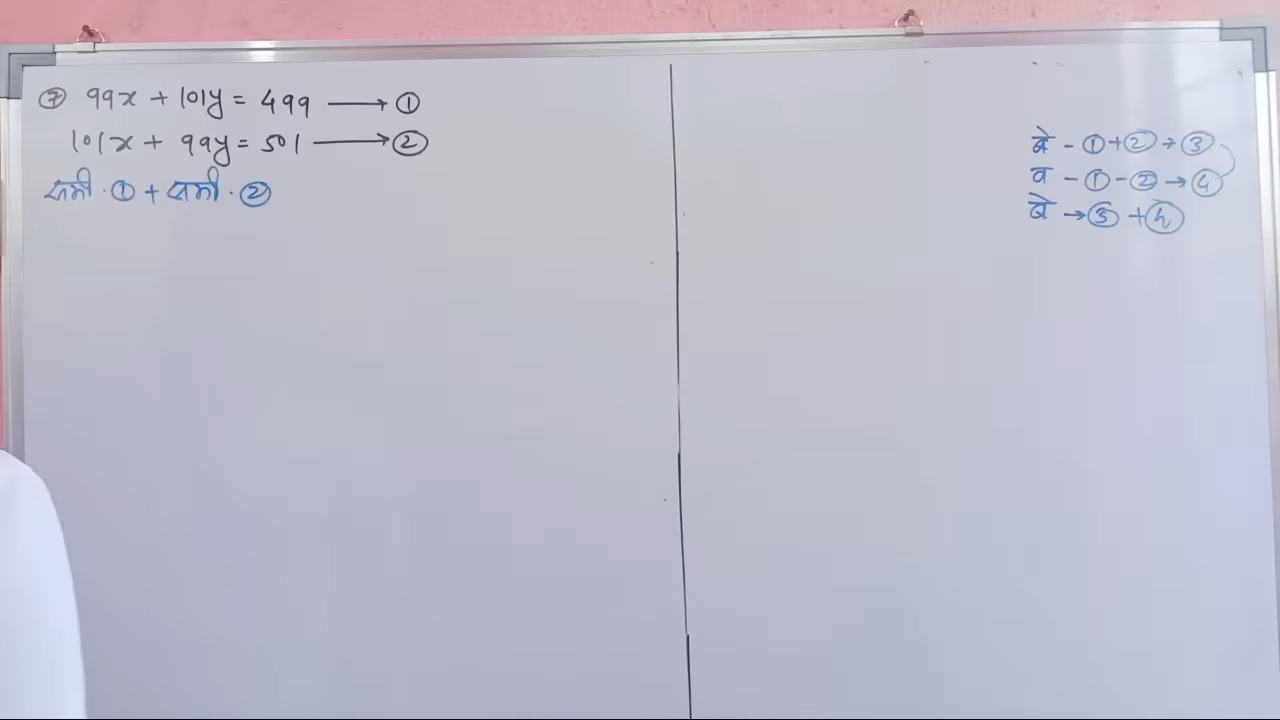 ⑦ 99x + 101y = 499 ⟶ ①
101x + 99y = 501 ⟶ ②
समी · ① + समी · ②
बे - ① + ② → ③
व - ① - ② → ④
बे → ③ + ④